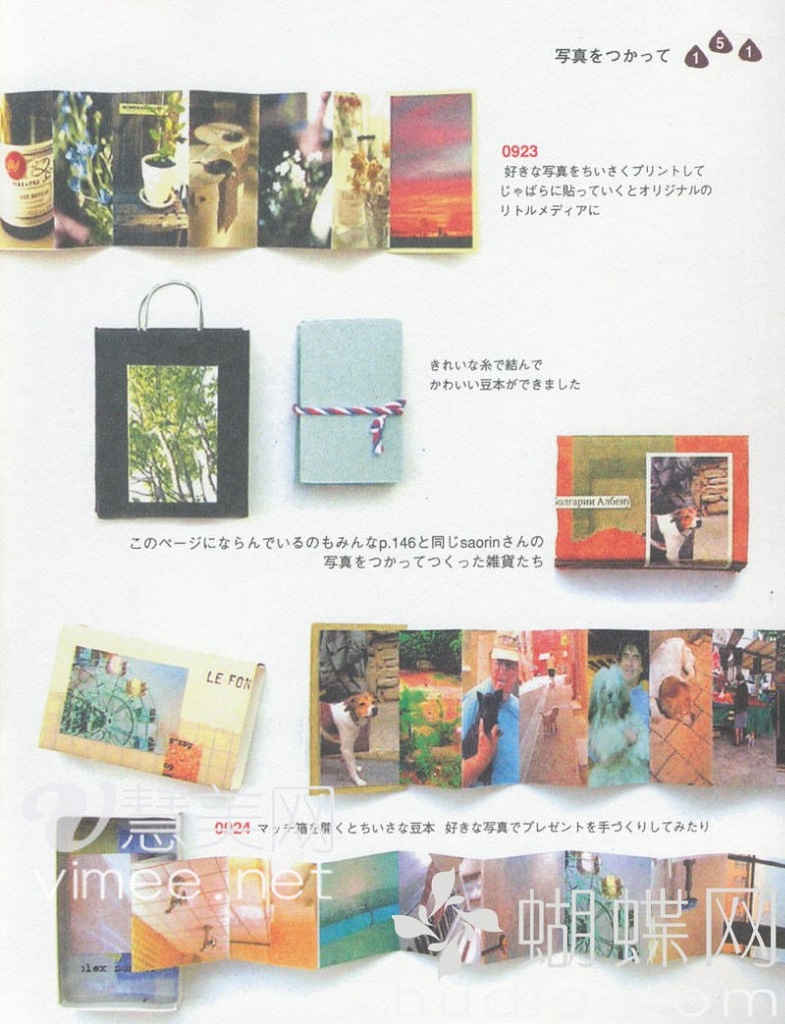 写真をつかって
1 5 1
0923
好きな写真をちいさくプリントして
じゃばらに貼っていくとオリジナルの
リトルメディアに
きれいな糸で結んで
かわいい豆本ができました
Болгарии Албену
このページにならんでいるのもみんなp.146と同じsaorinさんの
写真をつかってつくった雑貨たち
LE FON
0924 マッチ箱を開くとちいさな豆本 好きな写真でプレゼントを手づくりしてみたり
慧美网
vimee.net
蝴蝶网